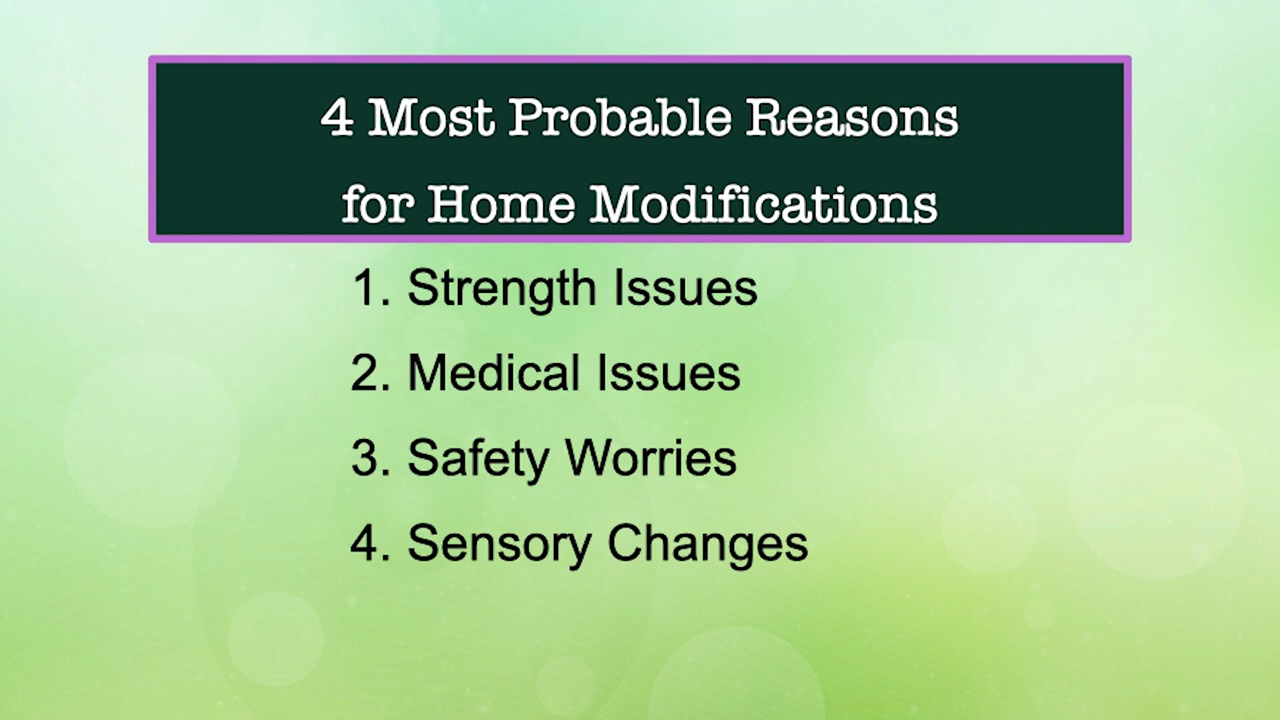 4 Most Probable Reasons
for Home Modifications
1. Strength Issues
2. Medical Issues
3. Safety Worries
4. Sensory Changes